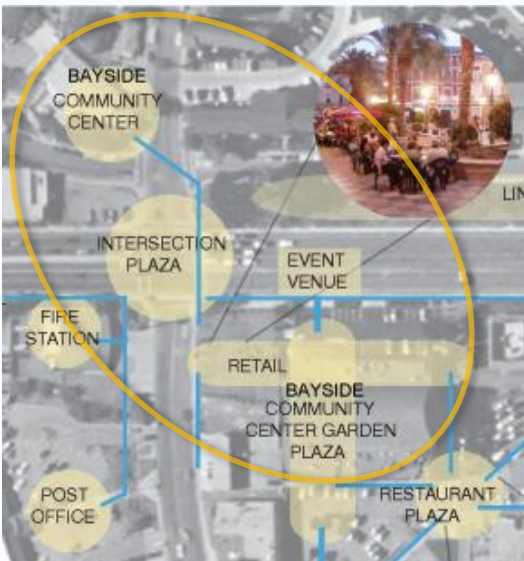 BAYSIDE
COMMUNITY
CENTER
LIN
INTERSECTION
PLAZA
EVENT
VENUE
FIRE
STATION
RETAIL
BAYSIDE
COMMUNITY
CENTER GARDEN
PLAZA
POST
OFFICE
RESTAURANT
PLAZA